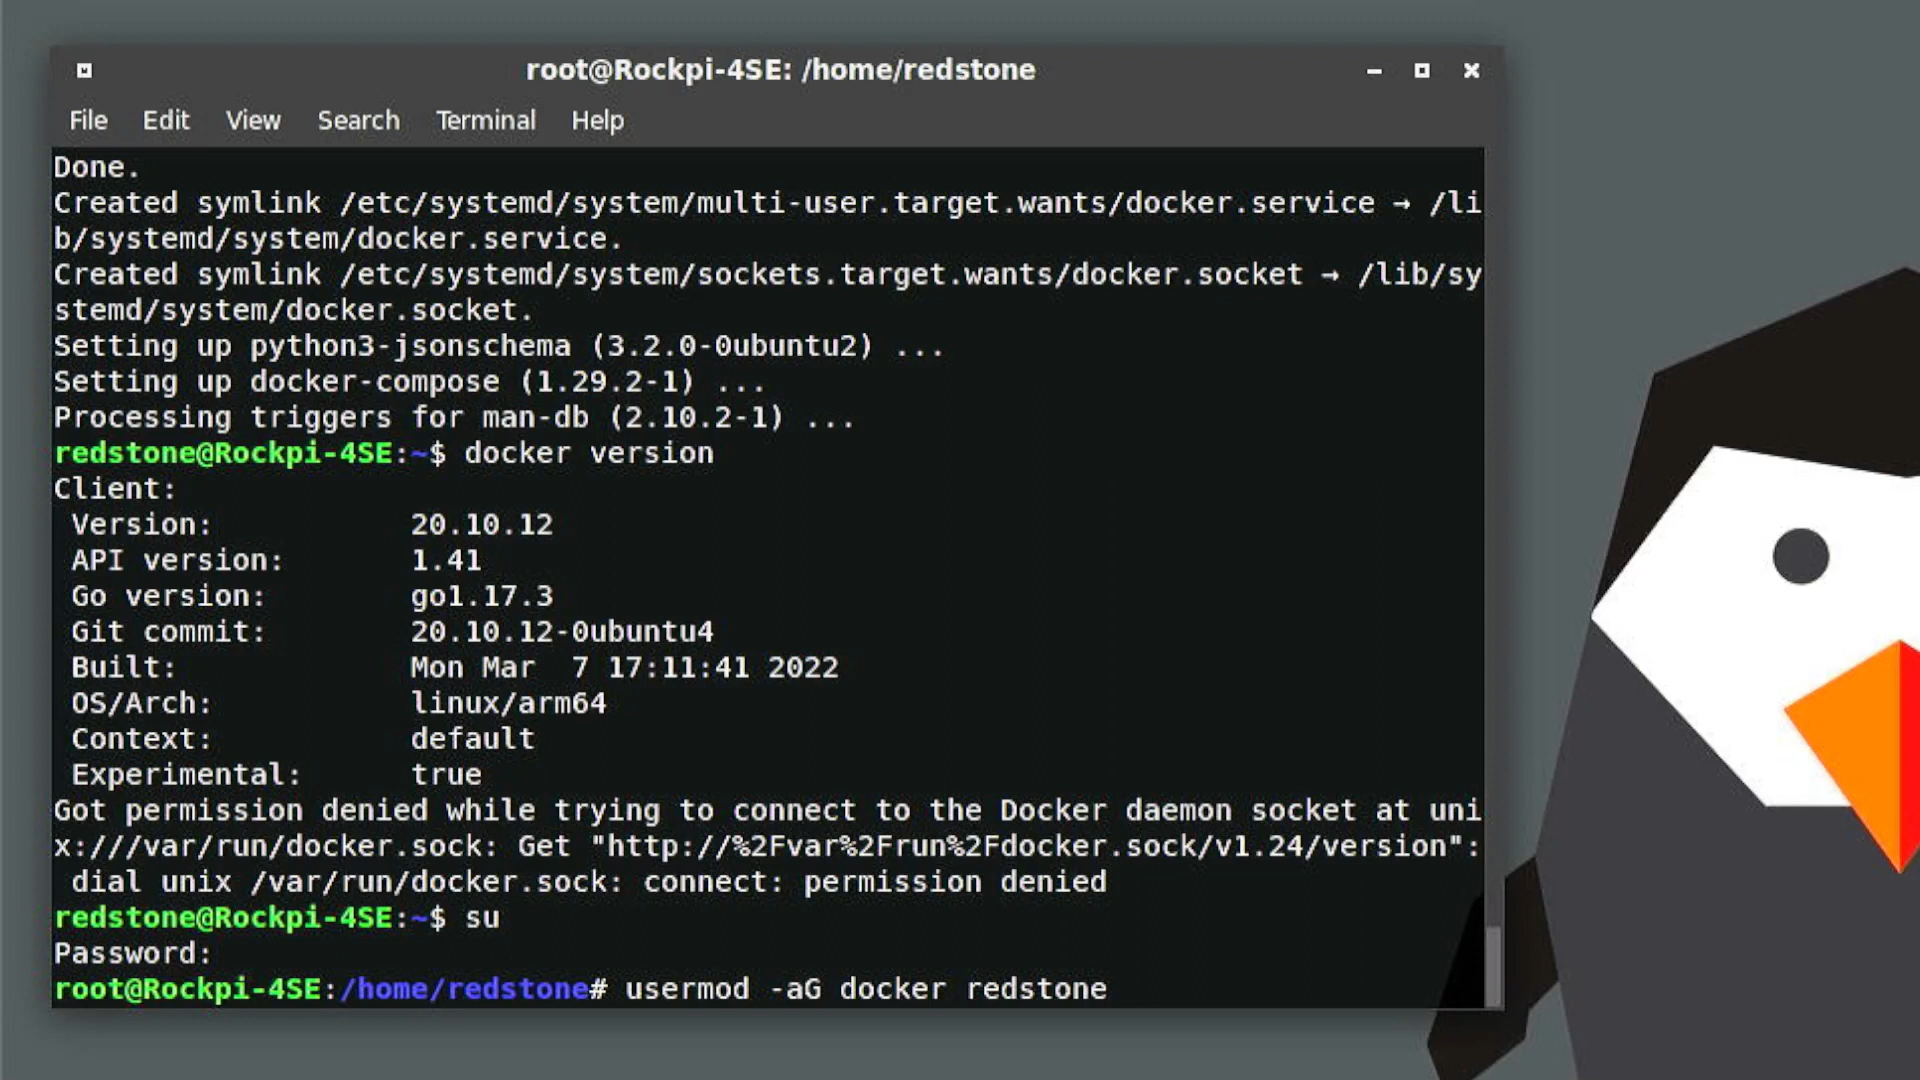 root@Rockpi-4SE: /home/redstone
File Edit View Search Terminal Help
Done.
Created symlink /etc/systemd/system/multi-user.target.wants/docker.service → /li
b/systemd/system/docker.service.
Created symlink /etc/systemd/system/sockets.target.wants/docker.socket → /lib/sy
stemd/system/docker.socket.
Setting up python3-jsonschema (3.2.0-0ubuntu2) ...
Setting up docker-compose (1.29.2-1) ...
Processing triggers for man-db (2.10.2-1) ...
redstone@Rockpi-4SE:~$ docker version
Client:
 Version:           20.10.12
 API version:       1.41
 Go version:        go1.17.3
 Git commit:        20.10.12-0ubuntu4
 Built:             Mon Mar  7 17:11:41 2022
 OS/Arch:           linux/arm64
 Context:           default
 Experimental:      true
Got permission denied while trying to connect to the Docker daemon socket at uni
x:///var/run/docker.sock: Get "http://%2Fvar%2Frun%2Fdocker.sock/v1.24/version":
 dial unix /var/run/docker.sock: connect: permission denied
redstone@Rockpi-4SE:~$ su
Password:
root@Rockpi-4SE:/home/redstone# usermod -aG docker redstone